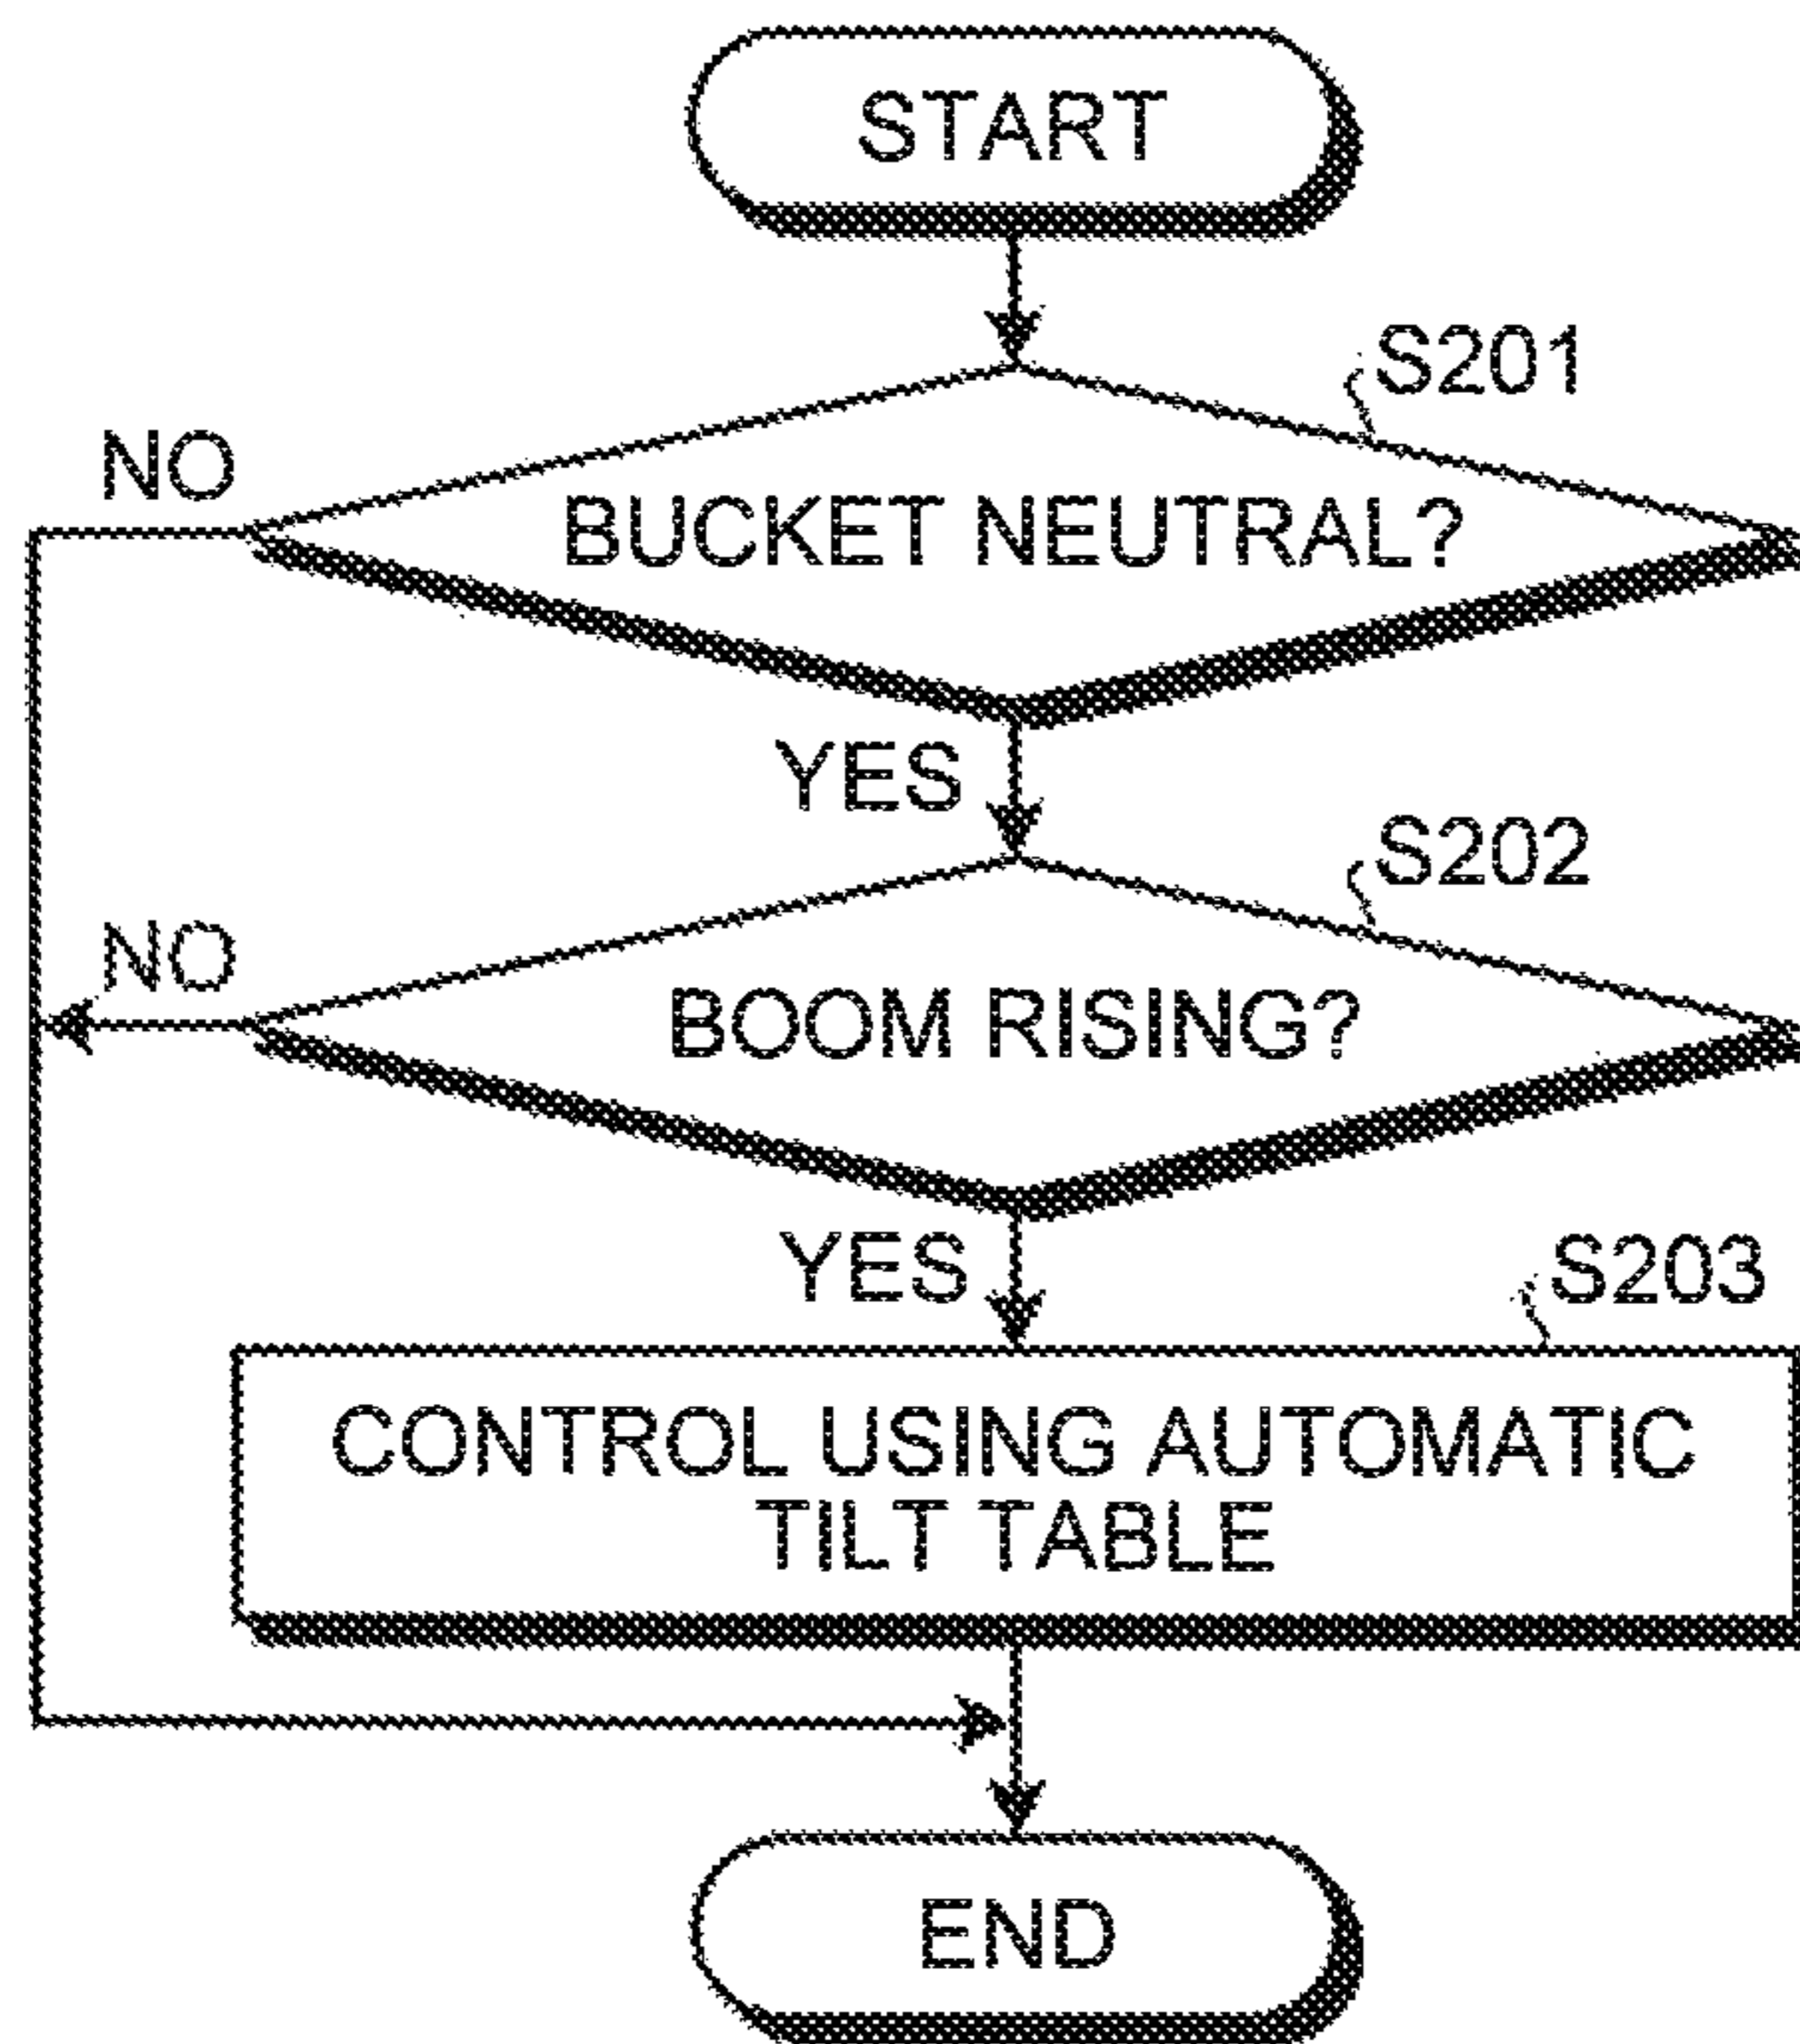 START
S201
NO
BUCKET NEUTRAL?
YES
S202
NO
BOOM RISING?
YES
S203
CONTROL USING AUTOMATIC
TILT TABLE
END